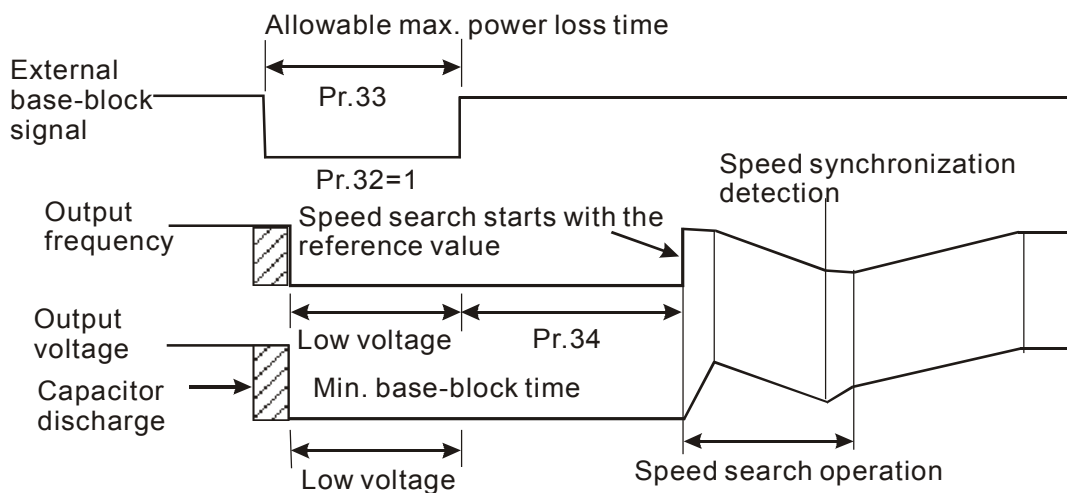 Allowable max. power loss time
External
base-block
signal
Pr.33
Pr.32=1
Speed synchronization
detection
Output
frequency
Speed search starts with the
reference value
Output
voltage
Low voltage
Pr.34
Capacitor
discharge
Min. base-block time
Low voltage
Speed search operation